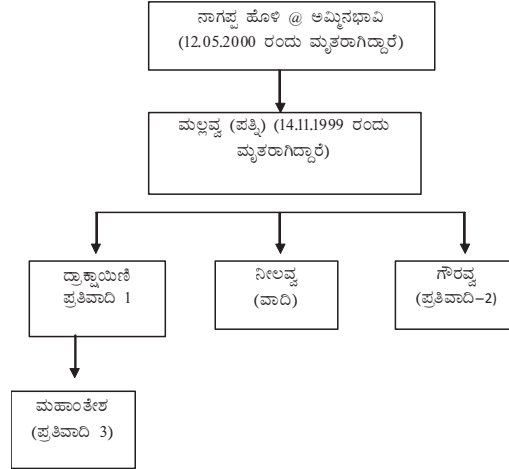 ನಾಗಪ್ಪ ಹೊಳಿ @ ಅಮ್ಮಿನಭಾವಿ
(12.05.2000 ರಂದು ಮೃತರಾಗಿದ್ದಾರೆ)
ಮಲ್ಲವ್ವ (ಪತ್ನಿ) (14.11.1999 ರಂದು
ಮೃತರಾಗಿದ್ದಾರೆ)
ದ್ರಾಕ್ಷಾಯಿಣಿ
ಪ್ರತಿವಾದಿ 1
ನೀಲವ್ವ
(ವಾದಿ)
ಗೌರವ್ವ
(ಪ್ರತಿವಾದಿ-2)
ಮಹಾಂತೇಶ
(ಪ್ರತಿವಾದಿ 3)